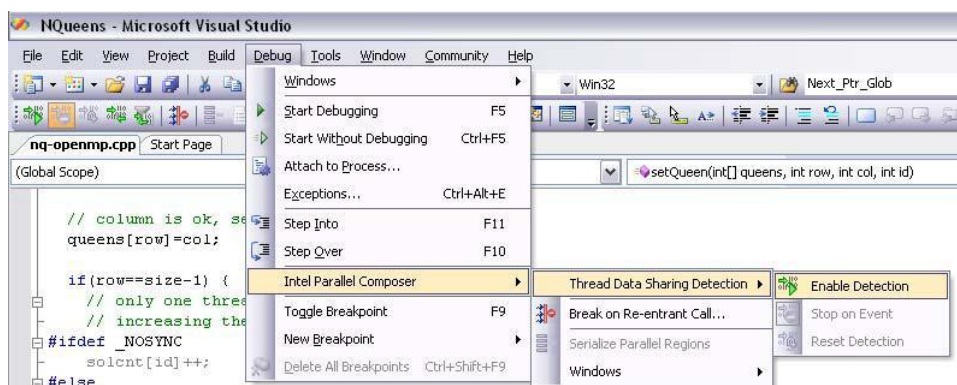 NQueens - Microsoft Visual Studio
File Edit View Project Build Debug Tools Window Community Help
Windows
Win32
Next_Ptr_Glob
Start Debugging F5
nq-openmp.cpp Start Page
Start Without Debugging Ctrl+F5
(Global Scope)
Attach to Process...
setQueen(int[] queens, int row, int col, int id)
Exceptions... Ctrl+Alt+E
// column is ok, se
Step Into F11
queens[row]=col;
Step Over F10
if(row==size-1) {
Intel Parallel Composer
Thread Data Sharing Detection
Enable Detection
// only one three
Toggle Breakpoint F9
Break on Re-entrant Call...
Stop on Event
// increasing the
New Breakpoint
Serialize Parallel Regions
Reset Detection
#ifdef _NOSYNC
solcnt[id]++;
Delete All Breakpoints Ctrl+Shift+F9
Windows
#else